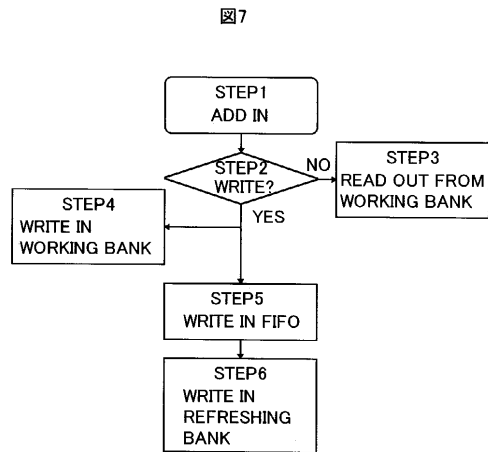 図7
STEP1
ADD IN
STEP2
WRITE?
NO
STEP3
READ OUT FROM
WORKING BANK
YES
STEP4
WRITE IN
WORKING BANK
STEP5
WRITE IN FIFO
STEP6
WRITE IN
REFRESHING
BANK